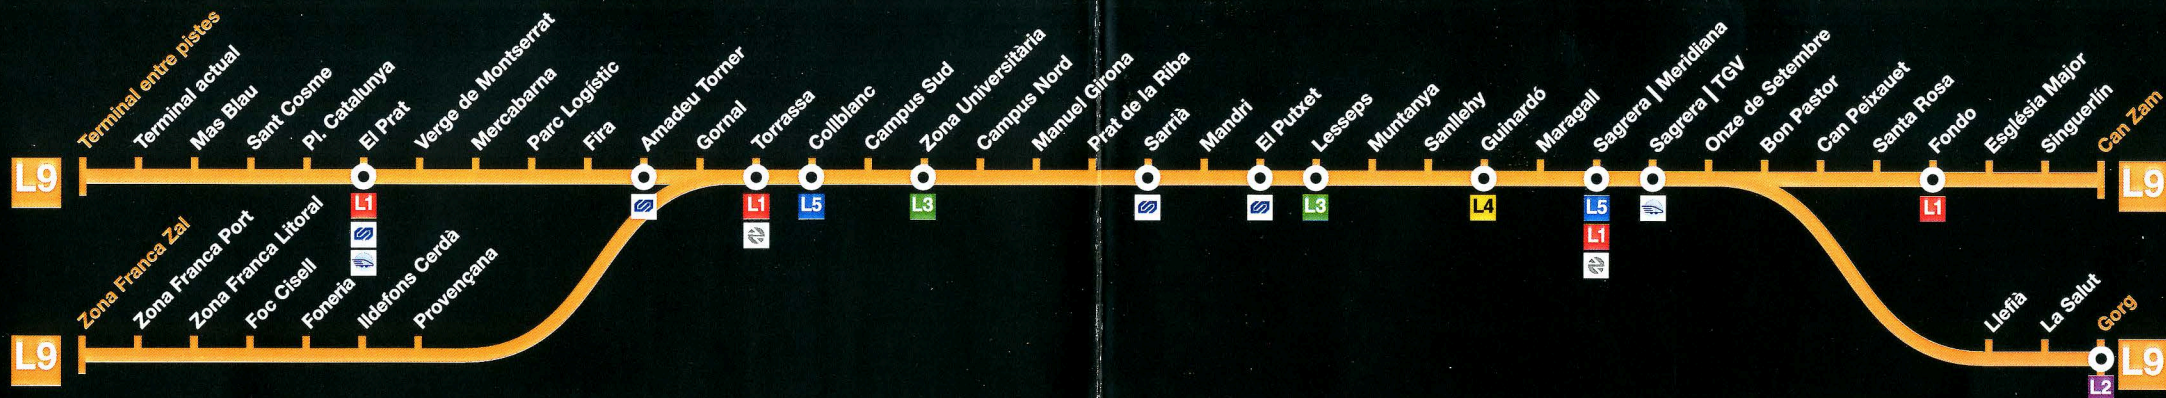 L9
Terminal entre pistes
Terminal actual
Mas Blau
Sant Cosme
Pl. Catalunya
El Prat
Verge de Montserrat
Mercabarna
Parc Logístic
Fira
Amadeu Torner
Gornal
Torrassa
Collblanc
Campus Sud
Zona Universitària
Campus Nord
Manuel Girona
Prat de la Riba
Sarrià
Mandri
El Putxet
Lesseps
Muntanya
Sanllehy
Guinardó
Maragall
Sagrera | Meridiana
Sagrera | TGV
Onze de Setembre
Bon Pastor
Can Peixauet
Santa Rosa
Fondo
Església Major
Singuerlín
Can Zam
L9
L1
L1
L5
L3
L3
L4
L5
L1
L1
L9
Zona Franca Zal
Zona Franca Port
Zona Franca Litoral
Foc Cisell
Foneria
Ildefons Cerdà
Provençana
Llefià
La Salut
Gorg
L9
L2